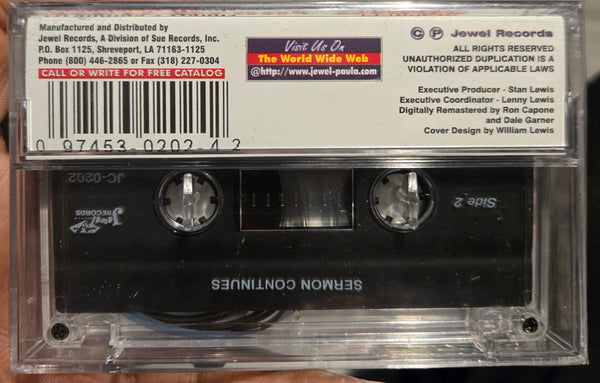 Manufactured and Distributed by
Jewel Records, A Division of Sue Records, Inc.
P.O. Box 1125, Shreveport, LA 71163-1125
Phone (800) 446-2865 or Fax (318) 227-0304
CALL OR WRITE FOR FREE CATALOG
0 97453-0202-4 2
Visit Us On
The World Wide Web
@http://www.jewel-paula.com
© ℗ Jewel Records
ALL RIGHTS RESERVED
UNAUTHORIZED DUPLICATION IS A
VIOLATION OF APPLICABLE LAWS
Executive Producer - Stan Lewis
Executive Coordinator - Lenny Lewis
Digitally Remastered by Ron Capone
and Dale Garner
Cover Design by William Lewis
JC-0202
Jewel
RECORDS
Side 2
SERMON CONTINUES